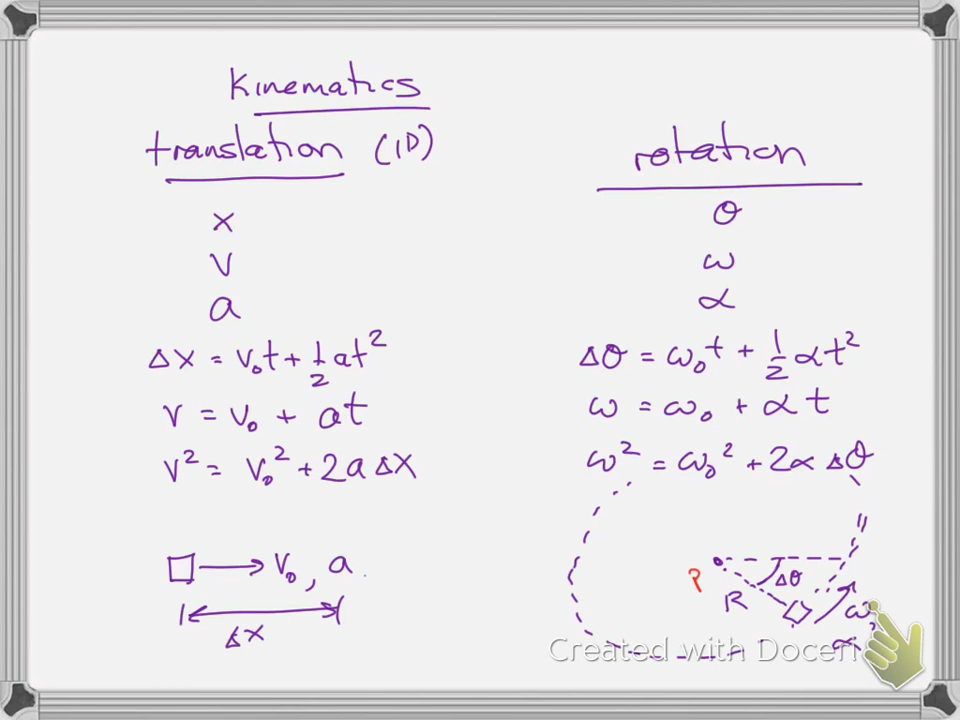 Kinematics
translation (1D)
x
v
a
Δx = v₀t + ½at²
v = v₀ + at
v² = v₀² + 2aΔx
v₀, a
Δx
rotation
θ
ω
α
Δθ = ω₀t + ½αt²
ω = ω₀ + αt
ω² = ω₀² + 2αΔθ
Δθ
R
ω
α
Created with Doceri